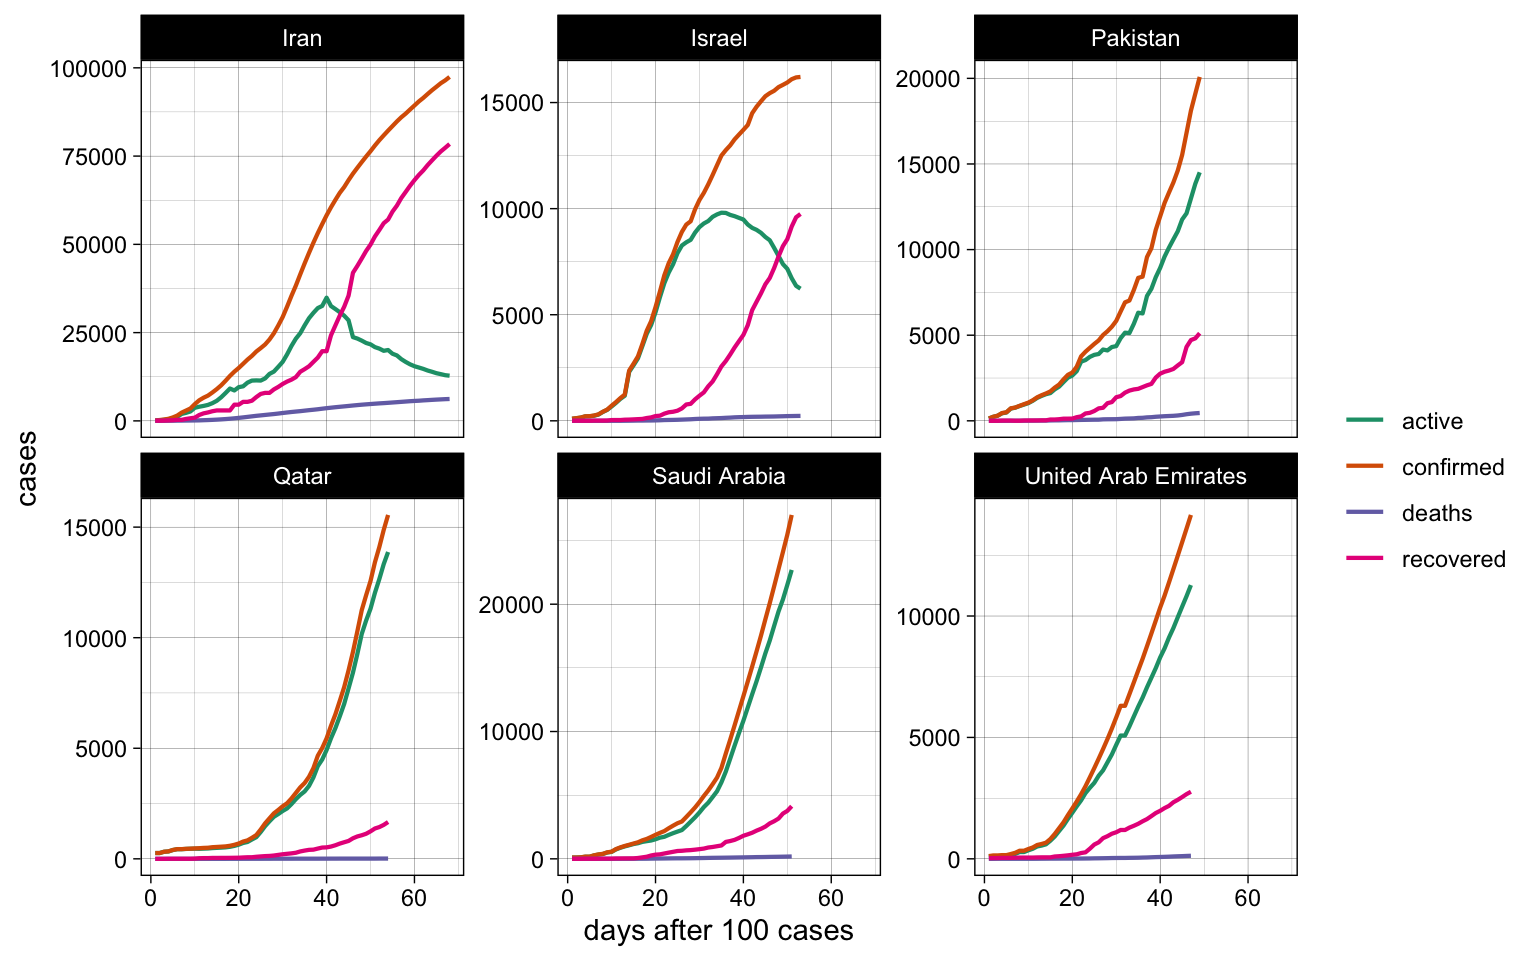 Iran
Israel
Pakistan
100000
75000
50000
25000
0
15000
10000
5000
0
20000
15000
10000
5000
0
cases
Qatar
Saudi Arabia
United Arab Emirates
15000
10000
5000
0
20000
10000
0
10000
5000
0
0 20 40 60
0 20 40 60
0 20 40 60
days after 100 cases
active
confirmed
deaths
recovered